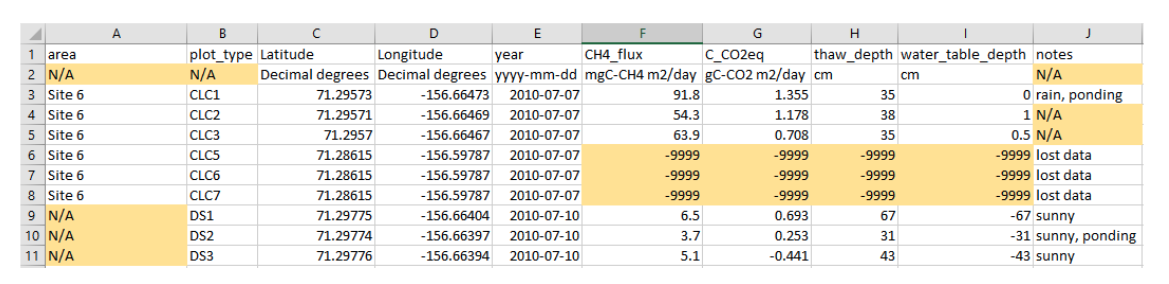 A B C D E F G H I J
1 area plot_type Latitude Longitude year CH4_flux C_CO2eq thaw_depth water_table_depth notes
2 N/A N/A Decimal degrees Decimal degrees yyyy-mm-dd mgC-CH4 m2/day gC-CO2 m2/day cm cm N/A
3 Site 6 CLC1 71.29573 -156.66473 2010-07-07 91.8 1.355 35 0 rain, ponding
4 Site 6 CLC2 71.29571 -156.66469 2010-07-07 54.3 1.178 38 1 N/A
5 Site 6 CLC3 71.2957 -156.66467 2010-07-07 63.9 0.708 35 0.5 N/A
6 Site 6 CLC5 71.28615 -156.59787 2010-07-07 -9999 -9999 -9999 -9999 lost data
7 Site 6 CLC6 71.28615 -156.59787 2010-07-07 -9999 -9999 -9999 -9999 lost data
8 Site 6 CLC7 71.28615 -156.59787 2010-07-07 -9999 -9999 -9999 -9999 lost data
9 N/A DS1 71.29775 -156.66404 2010-07-10 6.5 0.693 67 -67 sunny
10 N/A DS2 71.29774 -156.66397 2010-07-10 3.7 0.253 31 -31 sunny, ponding
11 N/A DS3 71.29776 -156.66394 2010-07-10 5.1 -0.441 43 -43 sunny